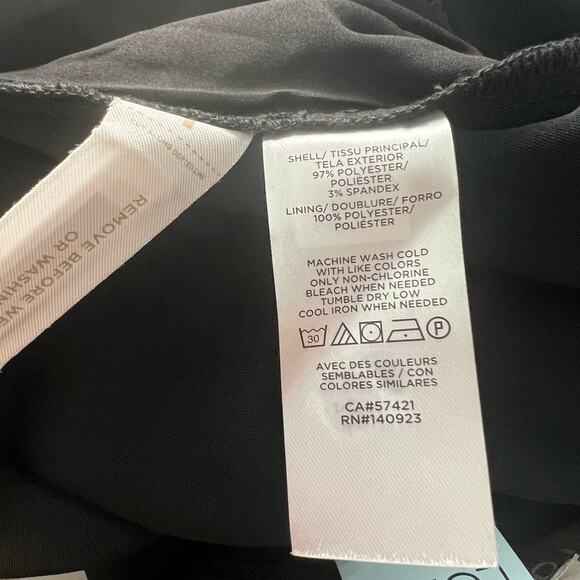 SHELL/ TISSU PRINCIPAL/
TELA EXTERIOR
97% POLYESTER/
POLIÉSTER
3% SPANDEX
LINING/ DOUBLURE/ FORRO
100% POLYESTER/
POLIÉSTER
MACHINE WASH COLD
WITH LIKE COLORS
ONLY NON-CHLORINE
BLEACH WHEN NEEDED
TUMBLE DRY LOW
COOL IRON WHEN NEEDED
30 P
AVEC DES COULEURS
SEMBLABLES / CON
COLORES SIMILARES
CA#57421
RN#140923
REMOVE BEFORE WE
OR WASHIN